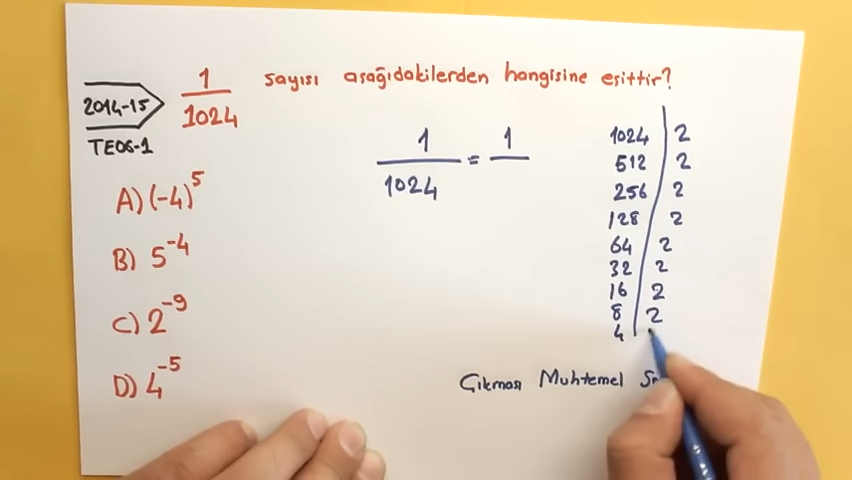 2014-15
TEOG-1
1/1024 sayısı aşağıdakilerden hangisine eşittir?
A) (-4)^5
B) 5^-4
C) 2^-9
D) 4^-5
1/1024 = 1/
1024 | 2
512 | 2
256 | 2
128 | 2
64 | 2
32 | 2
16 | 2
8 | 2
4
Çıkması Muhtemel